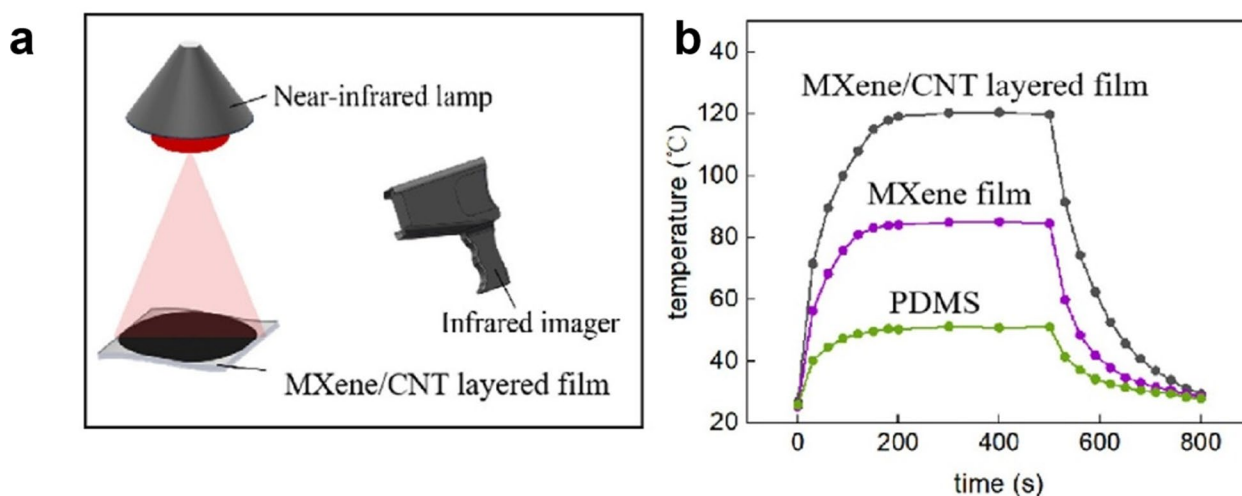 a
Near-infrared lamp
Infrared imager
MXene/CNT layered film
b
40
MXene/CNT layered film
120
100
MXene film
80
PDMS
60
40
20
temperature (℃)
0 200 400 600 800
time (s)